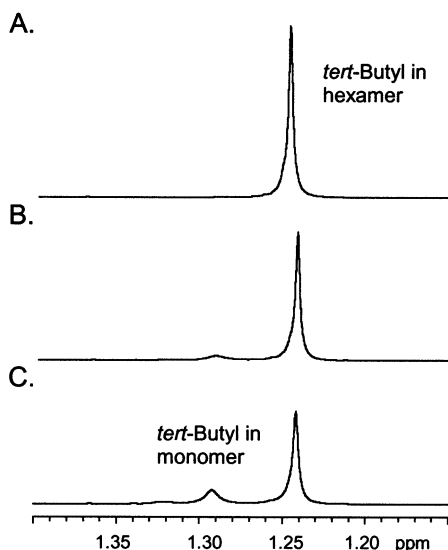 A.
tert-Butyl in
hexamer
B.
C.
tert-Butyl in
monomer
1.35 1.30 1.25 1.20 ppm